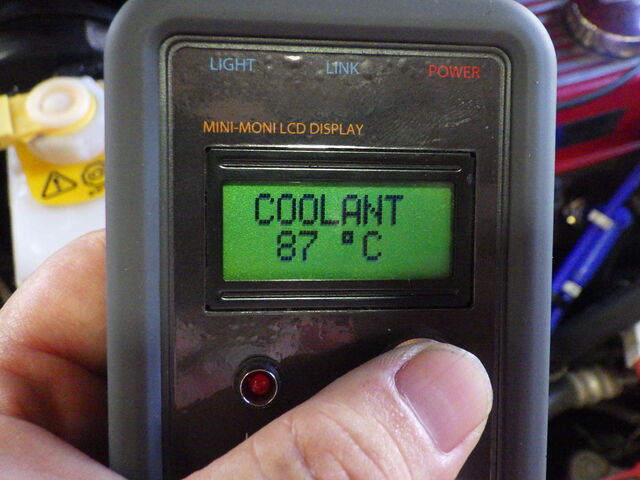 LIGHT LINK POWER
MINI-MONI LCD DISPLAY
COOLANT
87 °C